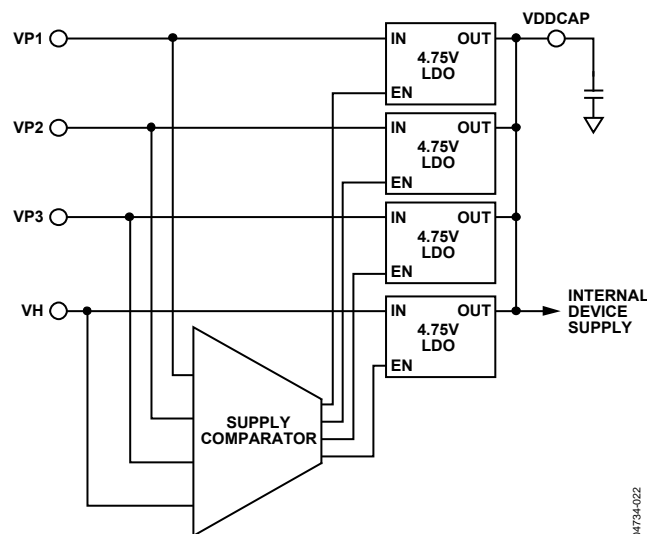 VDDCAP
VP1
IN
OUT
4.75V
LDO
EN
VP2
IN
OUT
4.75V
LDO
EN
VP3
IN
OUT
4.75V
LDO
EN
VH
IN
OUT
4.75V
LDO
EN
INTERNAL
DEVICE
SUPPLY
SUPPLY
COMPARATOR
04734-022